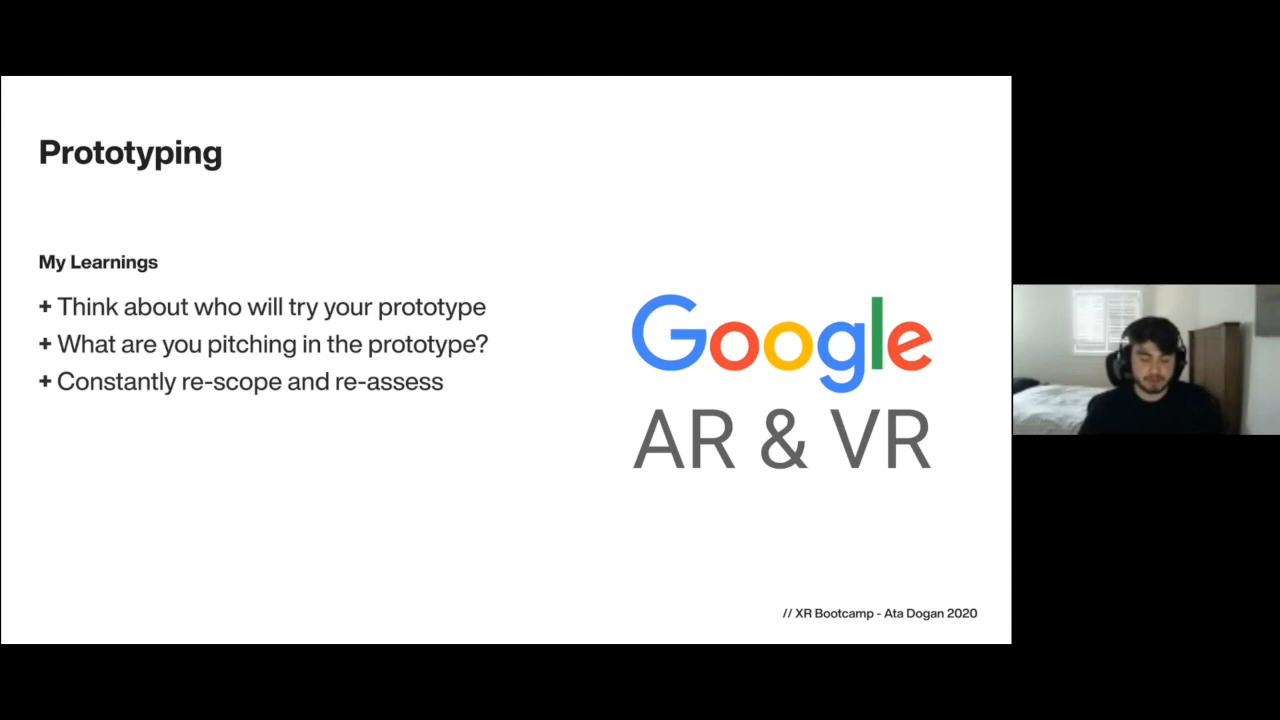 Prototyping
My Learnings
+ Think about who will try your prototype
+ What are you pitching in the prototype?
+ Constantly re-scope and re-assess
Google
AR & VR
// XR Bootcamp - Ata Dogan 2020